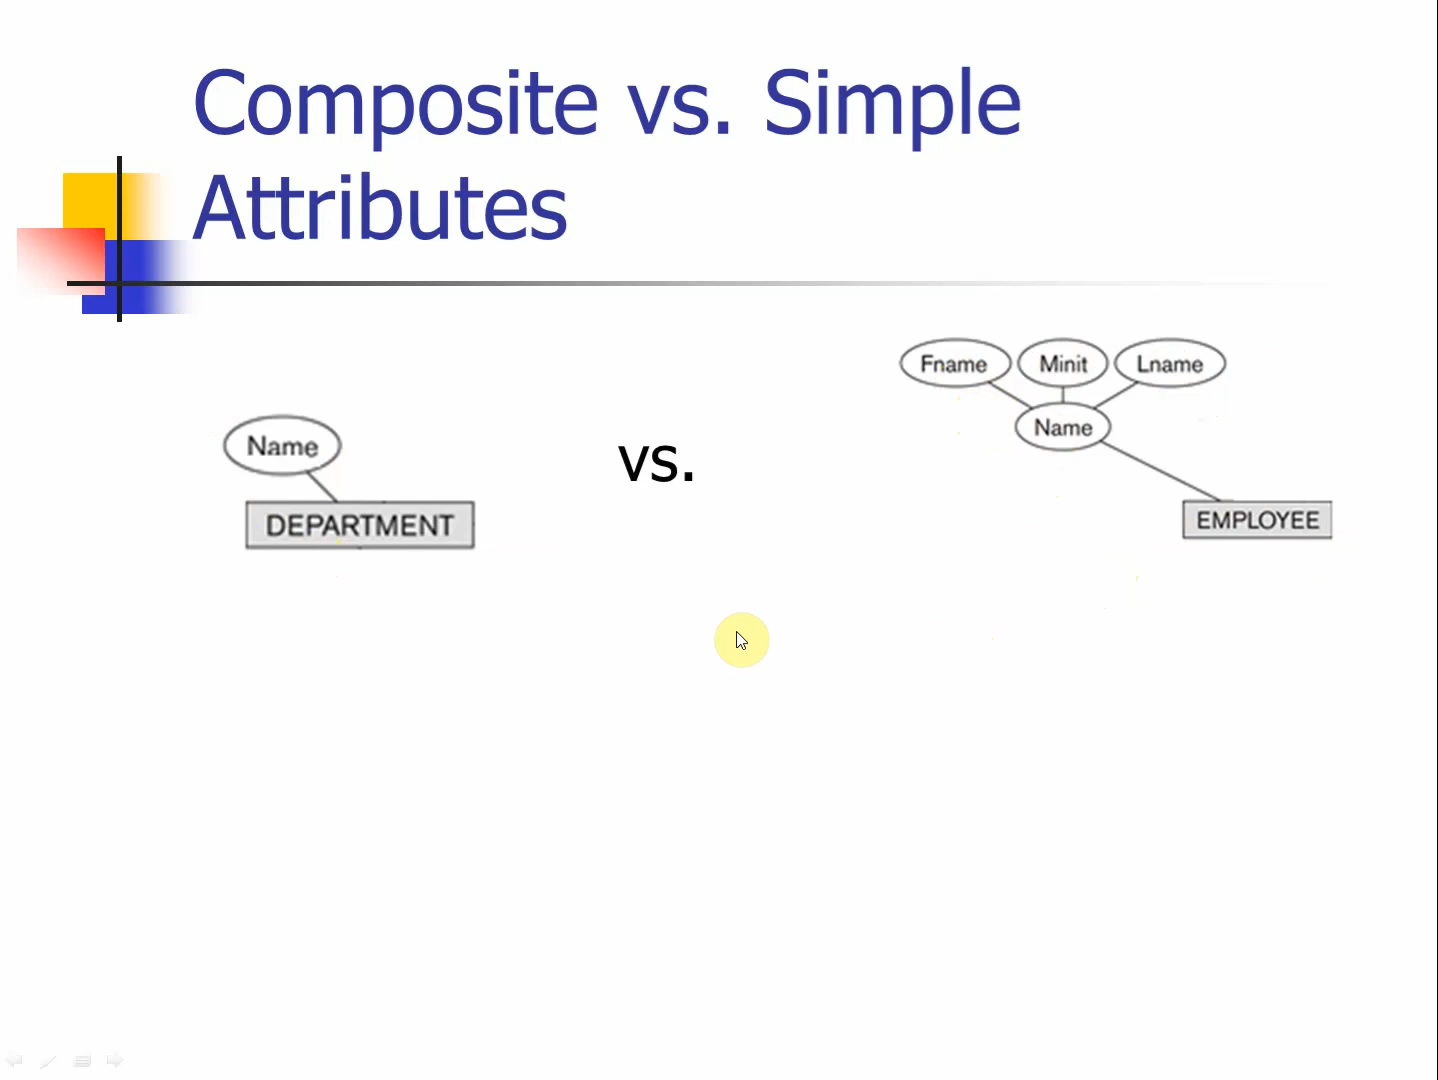 Composite vs. Simple
Attributes
Name
DEPARTMENT
vs.
Fname Minit Lname
Name
EMPLOYEE